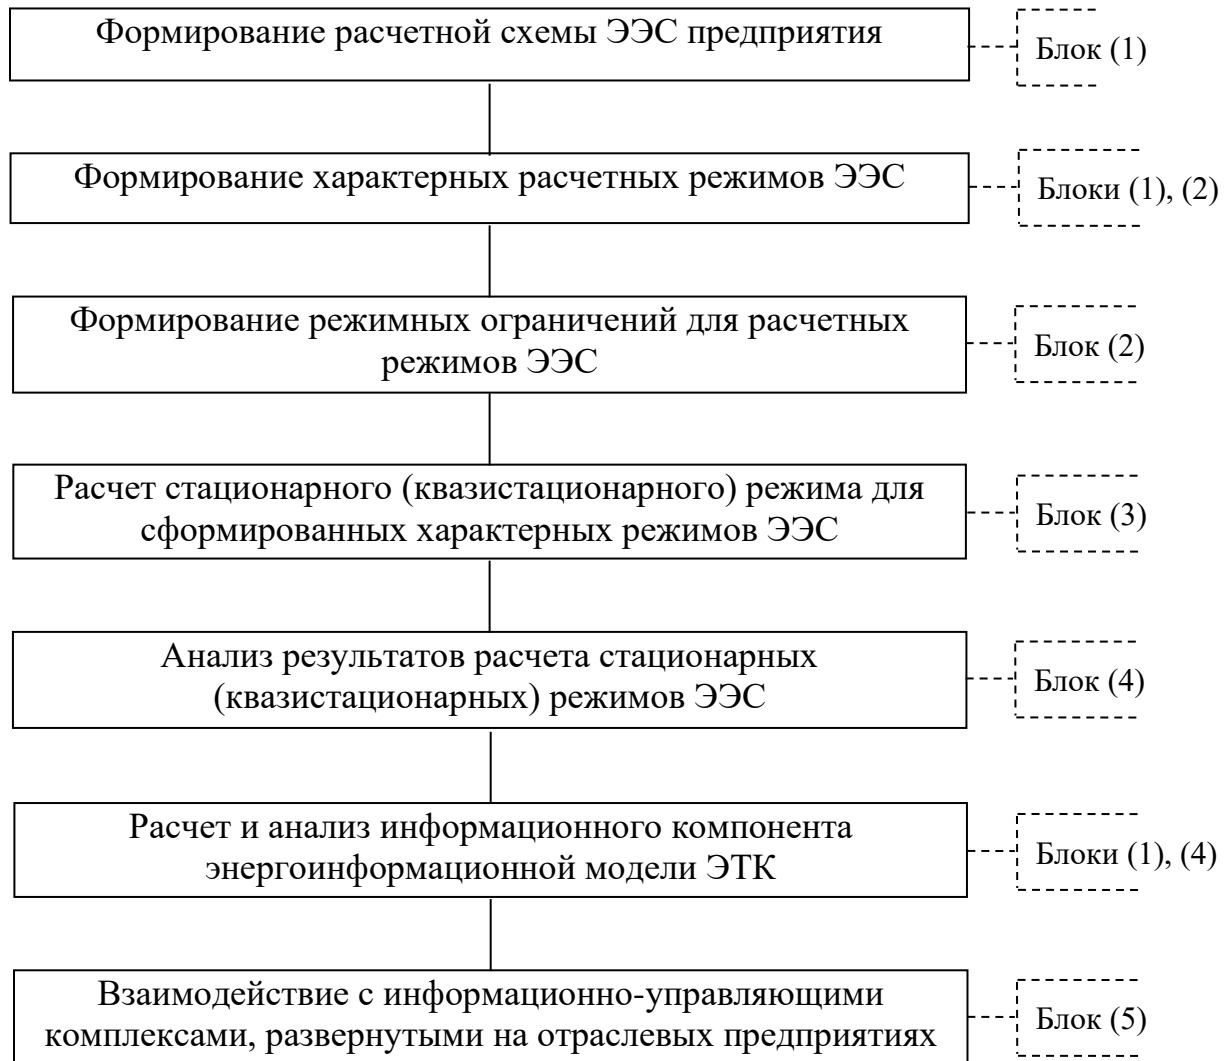 Формирование расчетной схемы ЭЭС предприятия
Блок (1)
Формирование характерных расчетных режимов ЭЭС
Блоки (1), (2)
Формирование режимных ограничений для расчетных
режимов ЭЭС
Блок (2)
Расчет стационарного (квазистационарного) режима для
сформированных характерных режимов ЭЭС
Блок (3)
Анализ результатов расчета стационарных
(квазистационарных) режимов ЭЭС
Блок (4)
Расчет и анализ информационного компонента
энергоинформационной модели ЭТК
Блоки (1), (4)
Взаимодействие с информационно-управляющими
комплексами, развернутыми на отраслевых предприятиях
Блок (5)